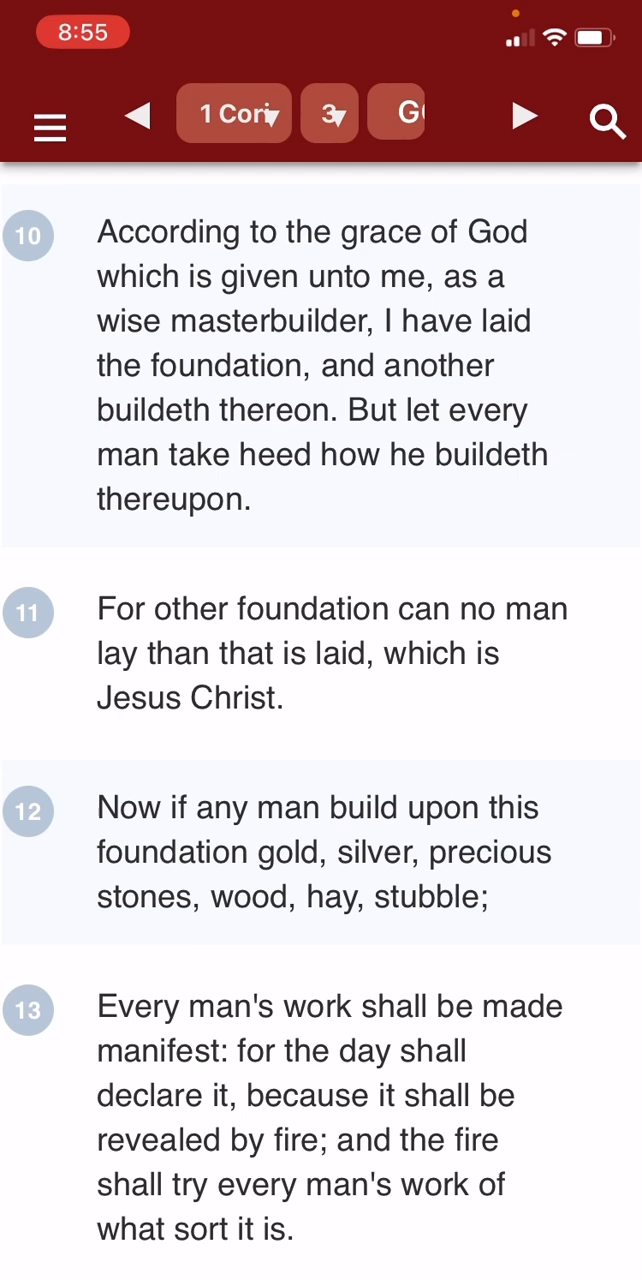 8:55
1 Cori
3
G
10
According to the grace of God
which is given unto me, as a
wise masterbuilder, I have laid
the foundation, and another
buildeth thereon. But let every
man take heed how he buildeth
thereupon.
11
For other foundation can no man
lay than that is laid, which is
Jesus Christ.
12
Now if any man build upon this
foundation gold, silver, precious
stones, wood, hay, stubble;
13
Every man's work shall be made
manifest: for the day shall
declare it, because it shall be
revealed by fire; and the fire
shall try every man's work of
what sort it is.